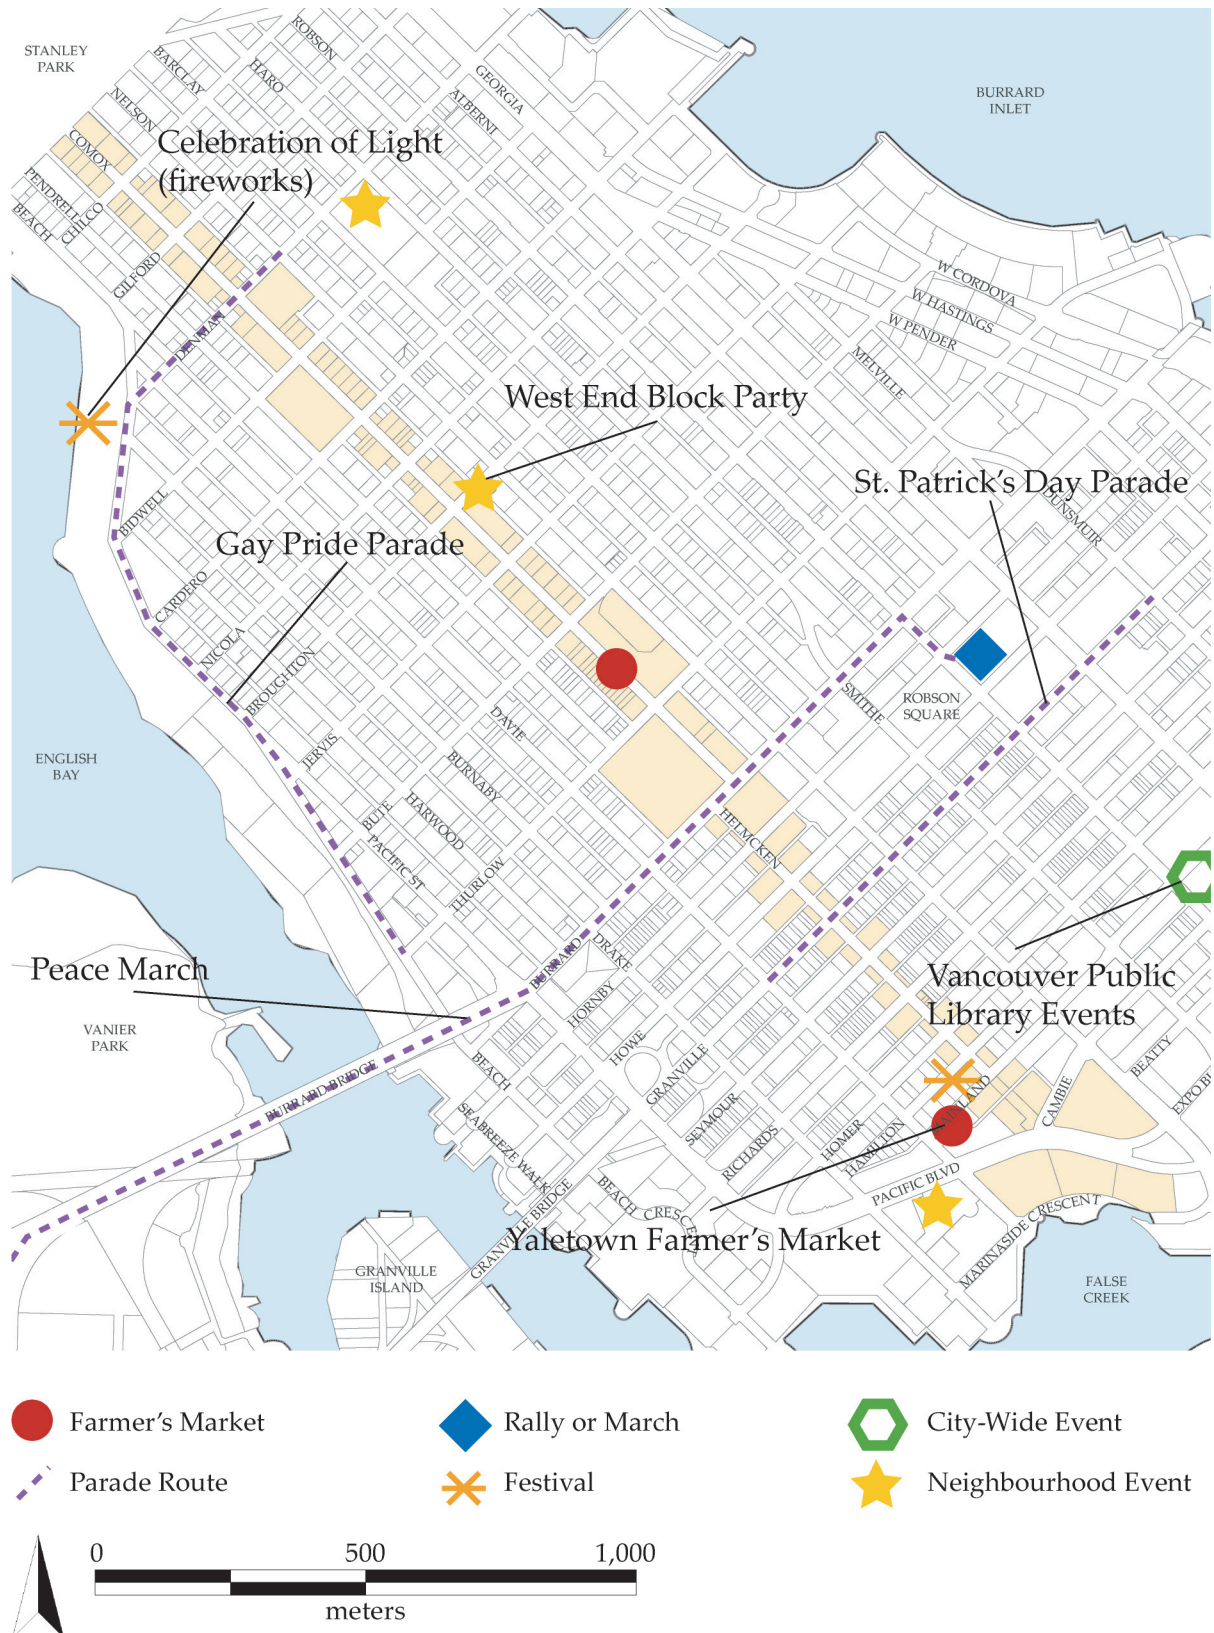 STANLEY
PARK
ROBSON
BARCLAY
HARO
GEORGIA
ALBERNI
NELSON
COMOX
PENDRELL
BEACH
CHILCO
BURRARD
INLET
Celebration of Light
(fireworks)
GILFORD
DENMAN
W CORDOVA
W HASTINGS
W PENDER
MELVILLE
West End Block Party
St. Patrick's Day Parade
DUNSMUIR
BIDWELL
Gay Pride Parade
CARDERO
NICOLA
BROUGHTON
SMITHE
ROBSON
SQUARE
ENGLISH
BAY
JERVIS
DAVIE
BURNABY
BUTE
HARWOOD
PACIFIC ST
THURLOW
HELMCKEN
Peace March
BURRARD
DRAKE
HORNBY
Vancouver Public
Library Events
VANIER
PARK
HOWE
GRANVILLE
BEATTY
EXPO BL
BEACH
BURRARD BRIDGE
SEYMOUR
MAINLAND
CAMBIE
SEABREEZE WALK
RICHARDS
HOMER
HAMILTON
PACIFIC BLVD
BEACH
CRESCENT
GRANVILLE BRIDGE
MARINASIDE CRESCENT
Yaletown Farmer's Market
GRANVILLE
ISLAND
FALSE
CREEK
Farmer's Market
Rally or March
City-Wide Event
Parade Route
Festival
Neighbourhood Event
0 500 1,000
meters